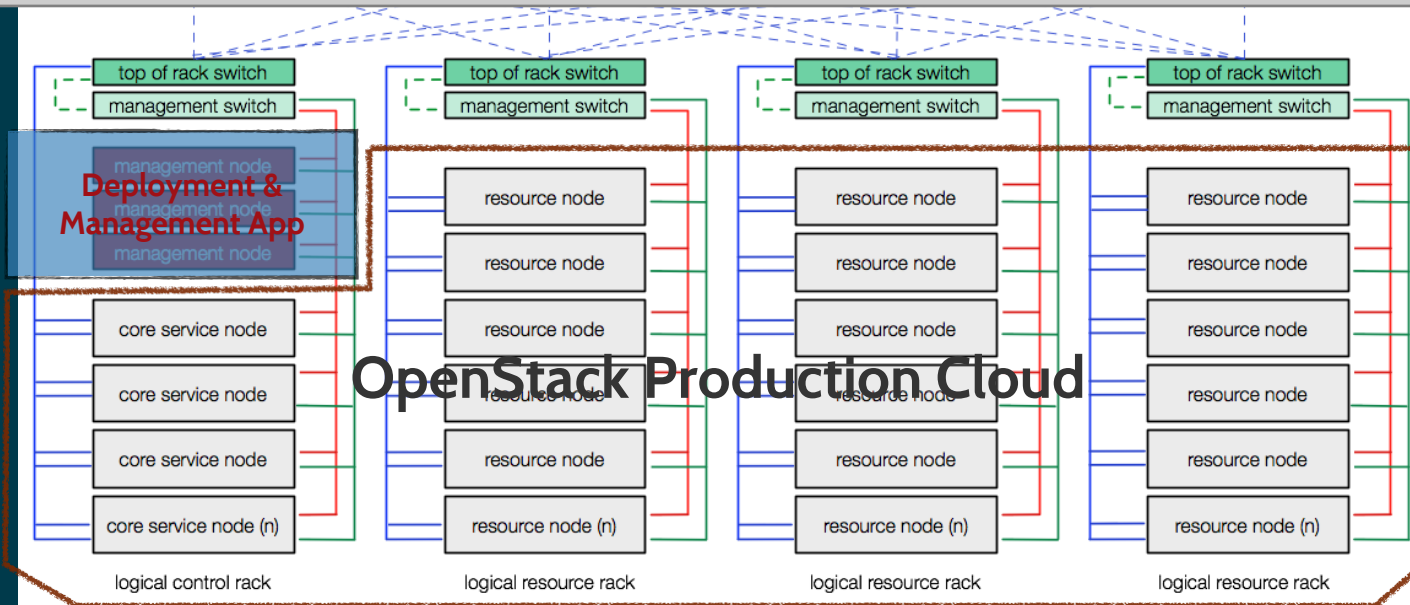 top of rack switch
management switch
management node
management node
management node
Deployment &
Management App
core service node
core service node
core service node
core service node (n)
logical control rack
top of rack switch
management switch
resource node
resource node
resource node
resource node
resource node
resource node (n)
logical resource rack
top of rack switch
management switch
resource node
resource node
resource node
resource node
resource node
resource node (n)
logical resource rack
top of rack switch
management switch
resource node
resource node
resource node
resource node
resource node
resource node (n)
logical resource rack
OpenStack Production Cloud